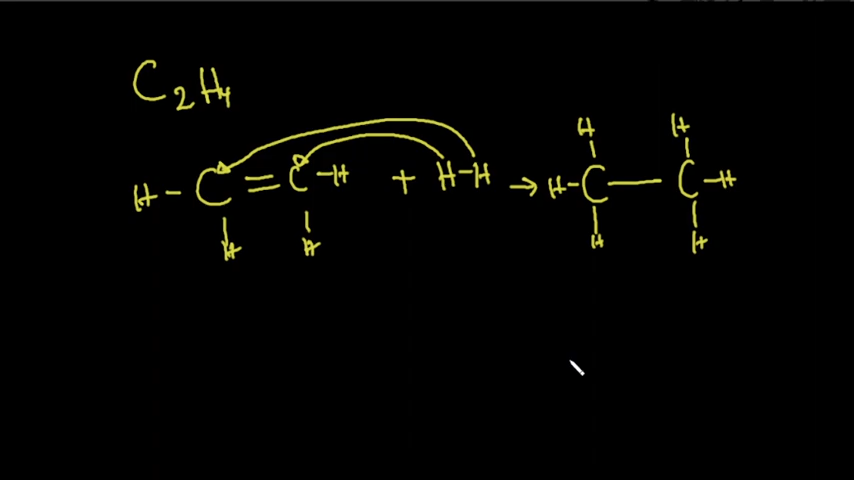 C2H4
H H
H - C = C - H + H-H → H - C — C - H
H H H H